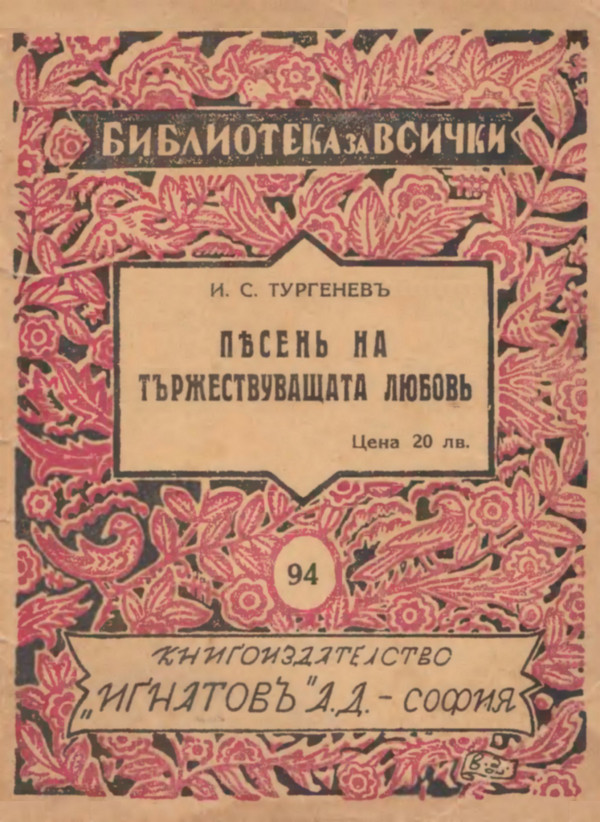 БИБЛИОТЕКА ЗА ВСИЧКИ
И. С. ТУРГЕНЕВЪ
ПѢСЕНЬ НА
ТЪРЖЕСТВУВАЩАТА ЛЮБОВЬ
Цена 20 лв.
94
КНИГОИЗДАТЕЛСТВО
„ИГНАТОВЪ" А.Д. – СОФИЯ